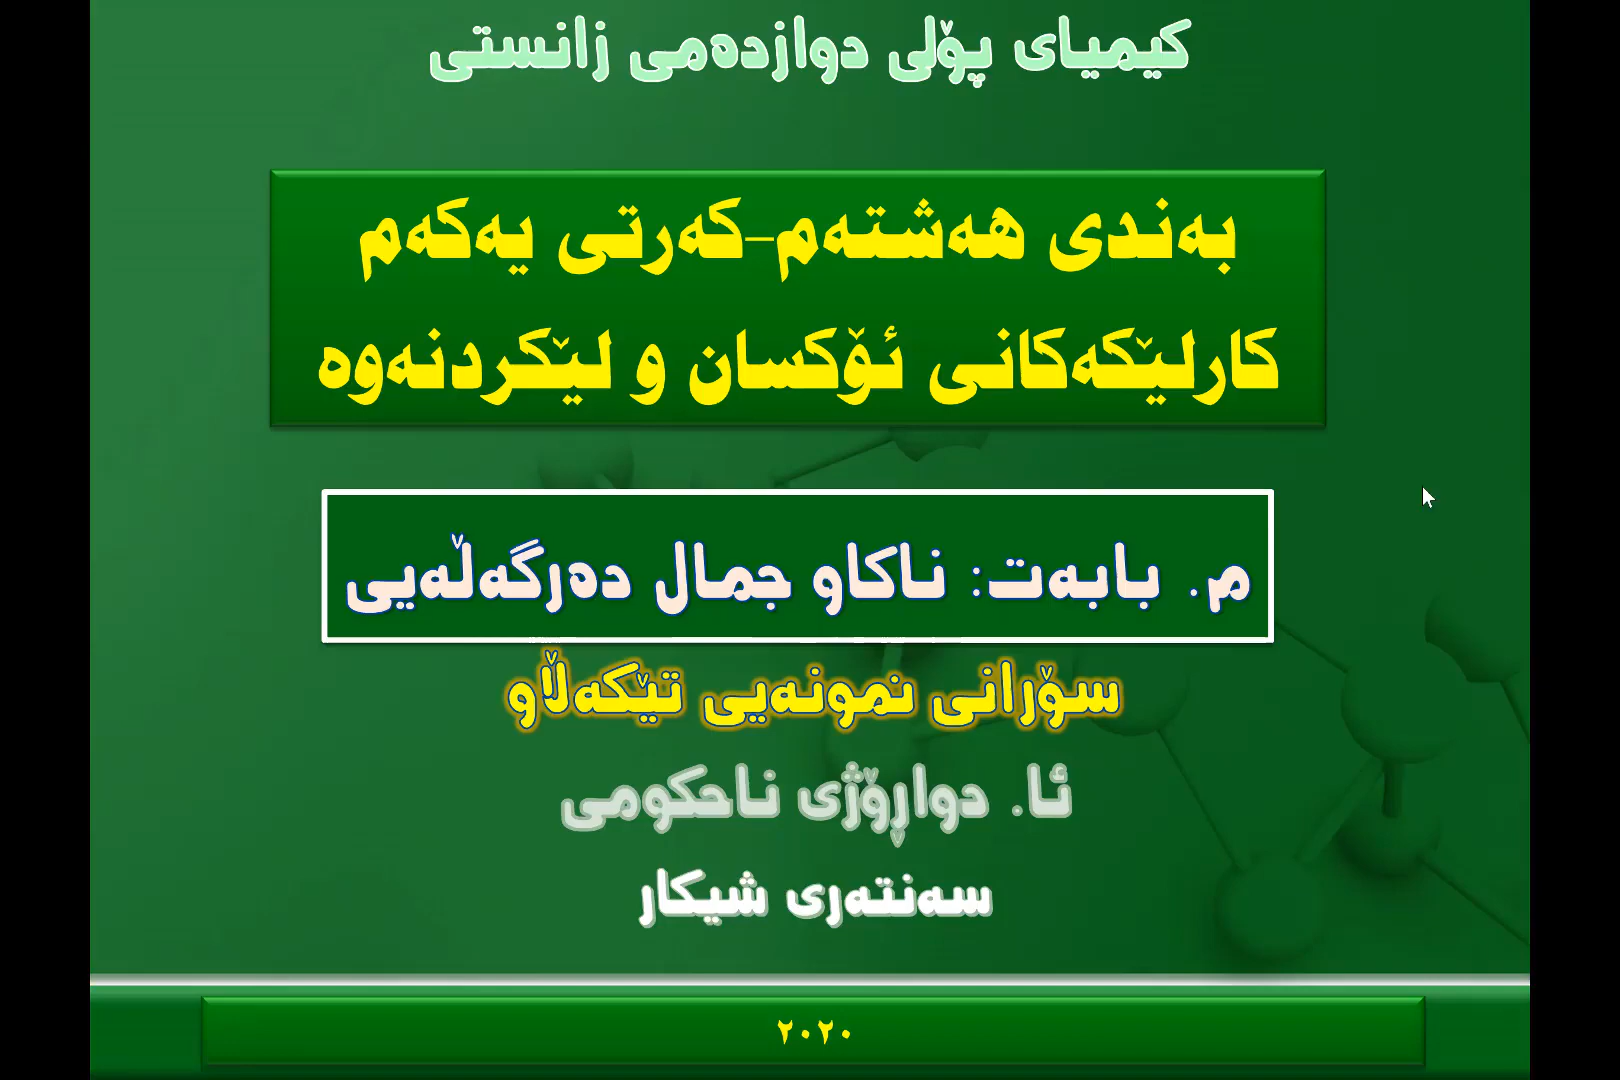 کیمیای پۆلی دوازدەمی زانستی
بەندی هەشتەم-کەرتی یەکەم
کارلێکەکانی ئۆکسان و لێکردنەوە
م. بابەت: ناکاو جمال دەرگەڵەیی
سۆرانی نمونەیی تێکەڵاو
ئا. دواڕۆژی ناحکومی
سەنتەری شیکار
٢٠٢٠